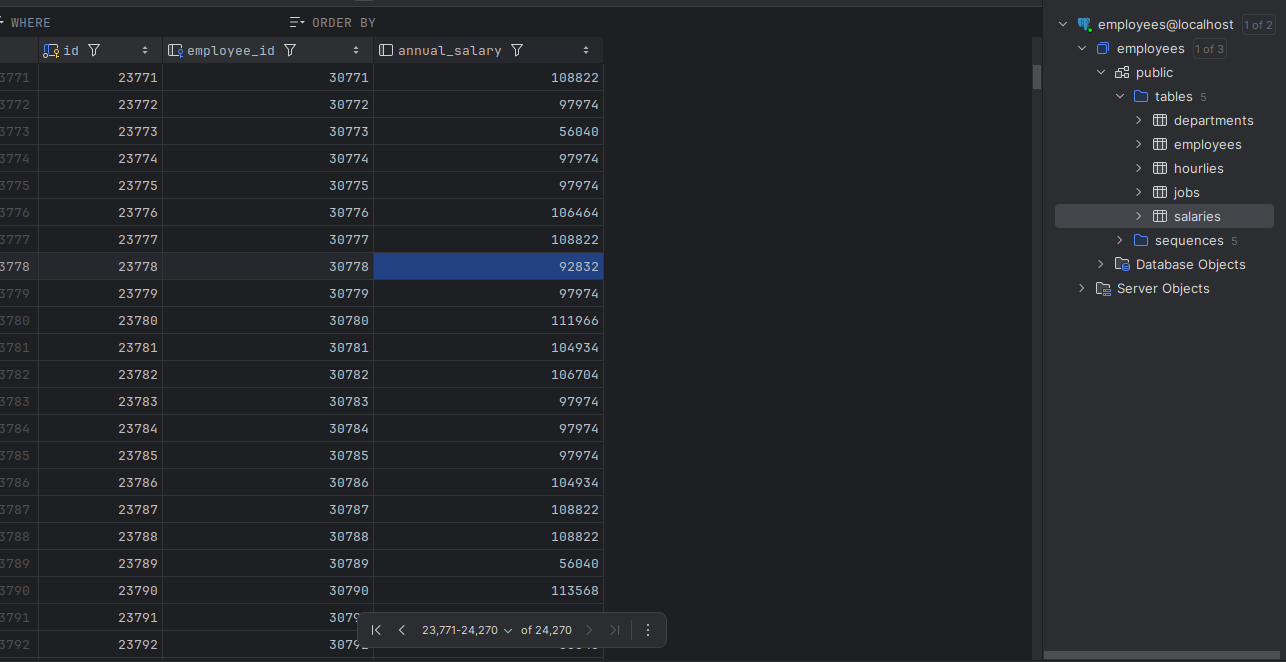 WHERE ORDER BY
id employee_id annual_salary
3771 23771 30771 108822
3772 23772 30772 97974
3773 23773 30773 56040
3774 23774 30774 97974
3775 23775 30775 97974
3776 23776 30776 106464
3777 23777 30777 108822
3778 23778 30778 92832
3779 23779 30779 97974
3780 23780 30780 111966
3781 23781 30781 104934
3782 23782 30782 106704
3783 23783 30783 97974
3784 23784 30784 97974
3785 23785 30785 97974
3786 23786 30786 104934
3787 23787 30787 108822
3788 23788 30788 108822
3789 23789 30789 56040
3790 23790 30790 113568
3791 23791
3792 23792
23,771-24,270 of 24,270
employees@localhost 1 of 2
employees 1 of 3
public
tables 5
departments
employees
hourlies
jobs
salaries
sequences 5
Database Objects
Server Objects